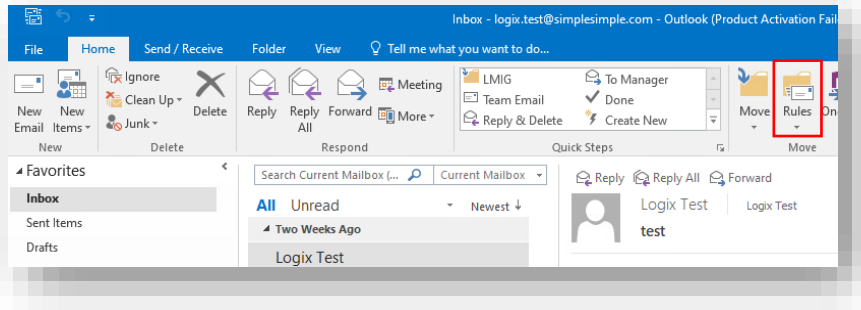 Inbox - logix.test@simplesimple.com - Outlook (Product Activation Fail
File Home Send / Receive Folder View Tell me what you want to do...
New Email
New Items
Ignore
Clean Up
Junk
Delete
Delete
New
Reply
Reply All
Forward
Meeting
More
Respond
LMIG
Team Email
Reply & Delete
To Manager
Done
Create New
Quick Steps
Move
Rules
Move
Favorites
Inbox
Sent Items
Drafts
Search Current Mailbox (... Current Mailbox
All Unread Newest ↓
Two Weeks Ago
Logix Test
Reply Reply All Forward
Logix Test Logix Test
test